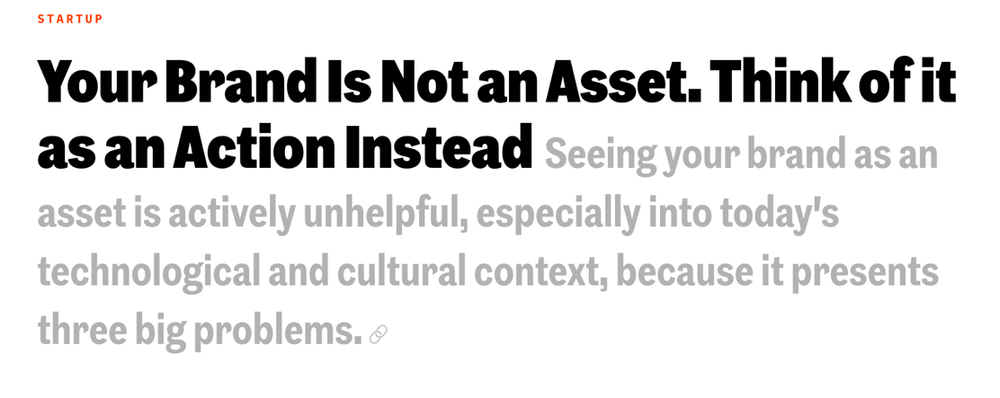 STARTUP
Your Brand Is Not an Asset. Think of it
as an Action Instead Seeing your brand as an
asset is actively unhelpful, especially into today's
technological and cultural context, because it presents
three big problems.